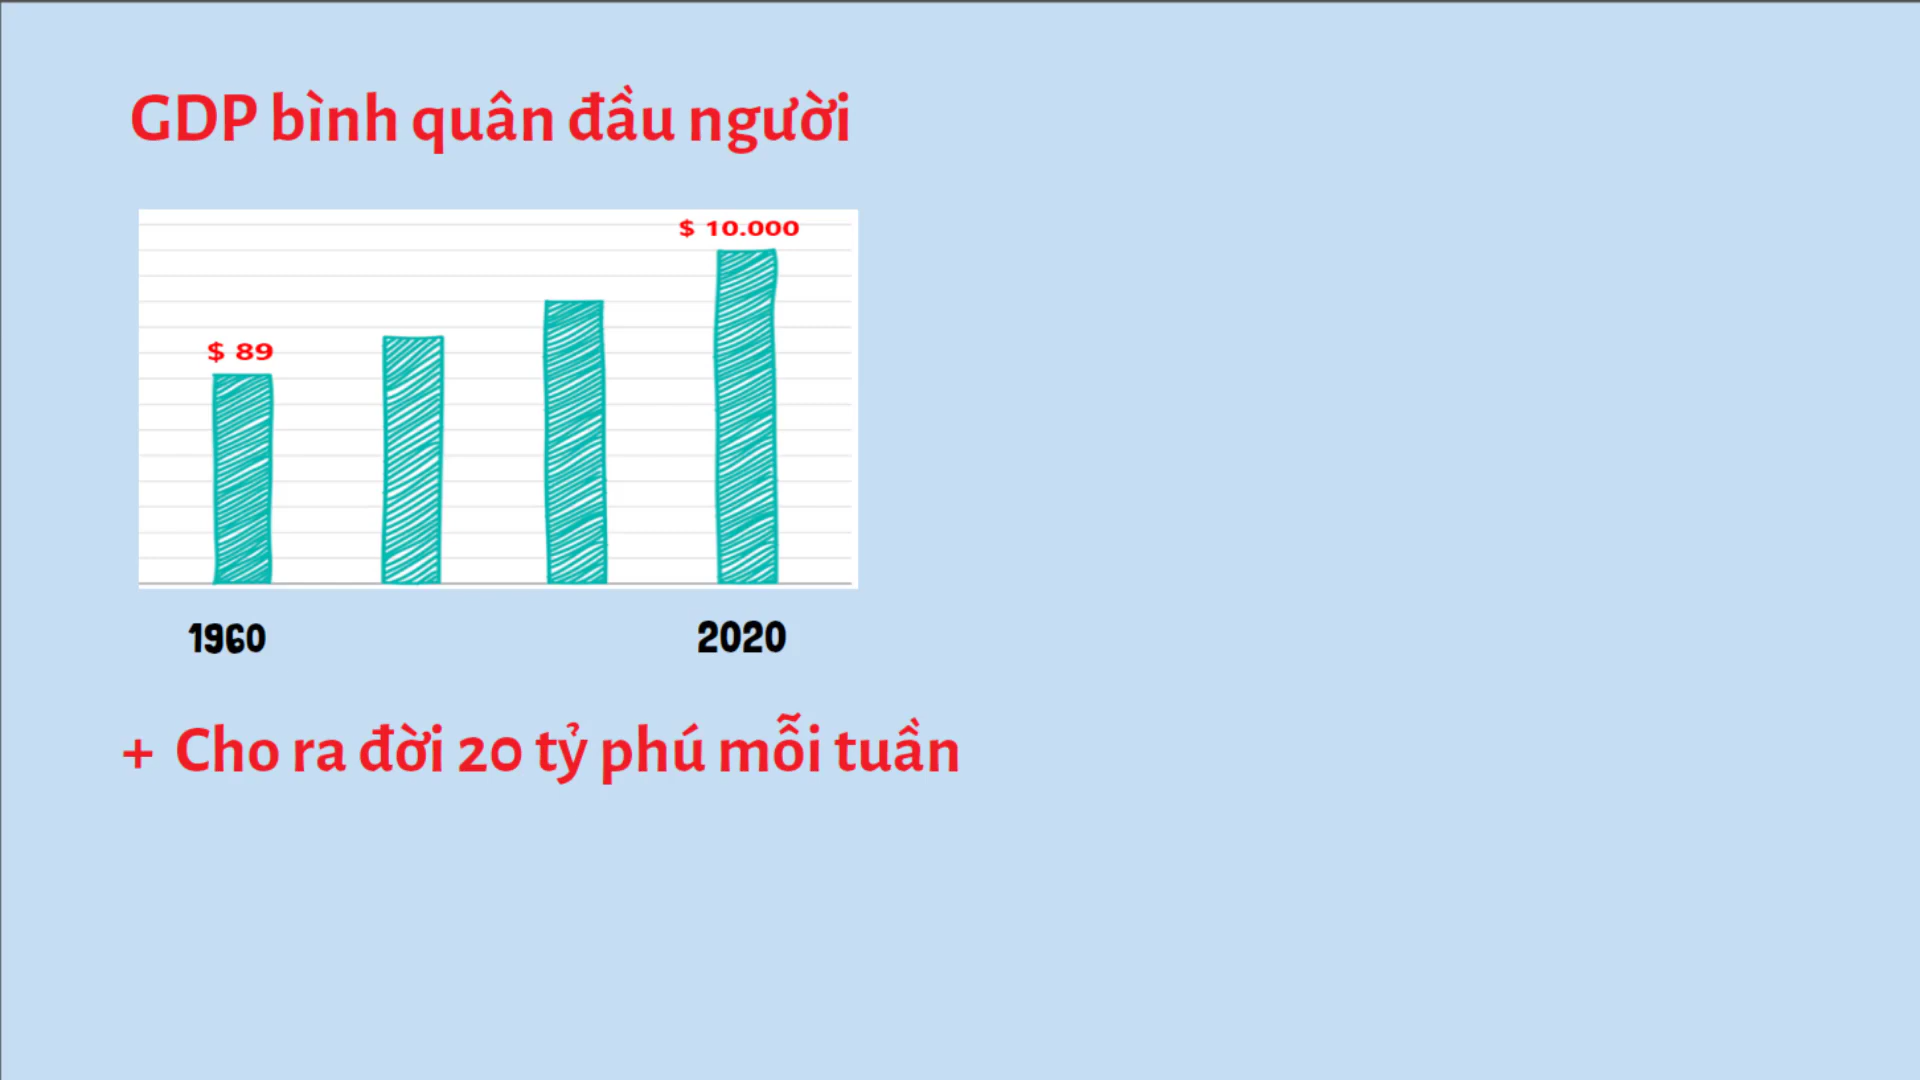 GDP bình quân đầu người
$ 10.000
$ 89
1960 2020
+ Cho ra đời 20 tỷ phú mỗi tuần